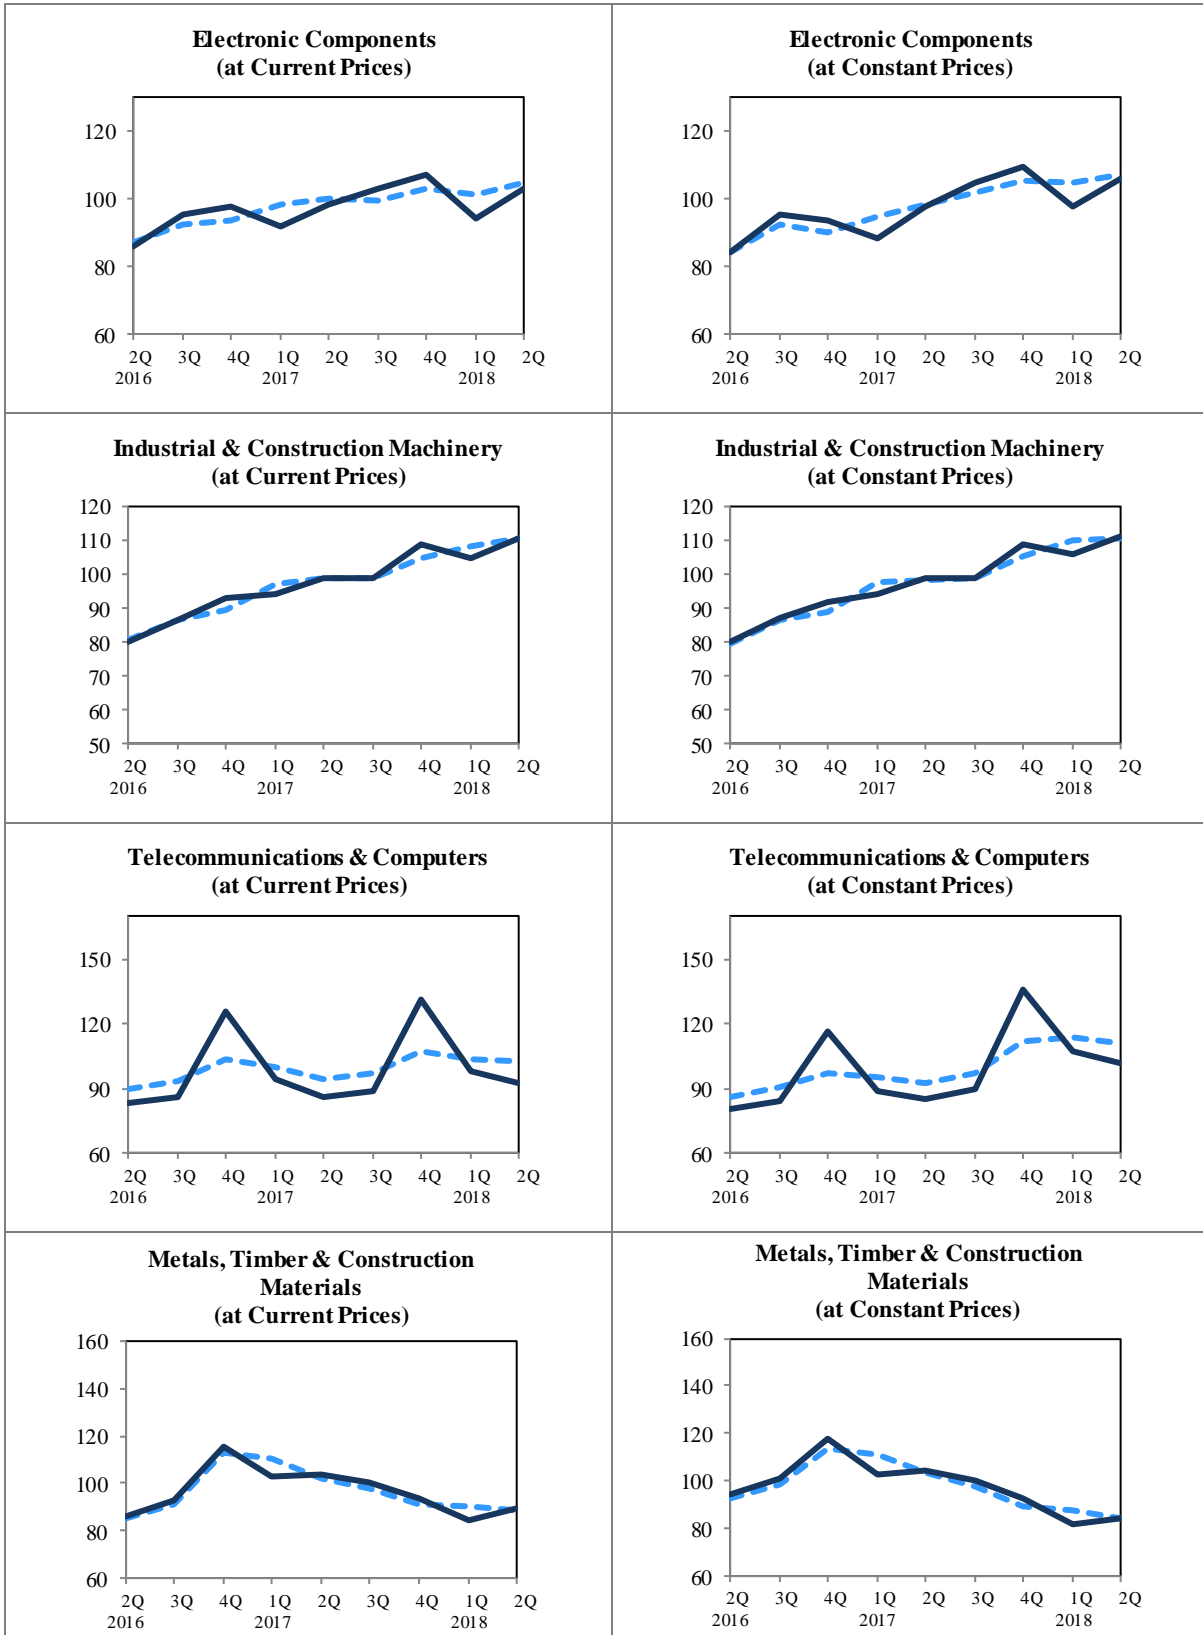 Electronic Components
(at Current Prices)
120
100
80
60
2Q 3Q 4Q 1Q 2Q 3Q 4Q 1Q 2Q
2016 2017 2018
Electronic Components
(at Constant Prices)
120
100
80
60
2Q 3Q 4Q 1Q 2Q 3Q 4Q 1Q 2Q
2016 2017 2018
Industrial & Construction Machinery
(at Current Prices)
120
110
100
90
80
70
60
50
2Q 3Q 4Q 1Q 2Q 3Q 4Q 1Q 2Q
2016 2017 2018
Industrial & Construction Machinery
(at Constant Prices)
120
110
100
90
80
70
60
50
2Q 3Q 4Q 1Q 2Q 3Q 4Q 1Q 2Q
2016 2017 2018
Telecommunications & Computers
(at Current Prices)
150
120
90
60
2Q 3Q 4Q 1Q 2Q 3Q 4Q 1Q 2Q
2016 2017 2018
Telecommunications & Computers
(at Constant Prices)
150
120
90
60
2Q 3Q 4Q 1Q 2Q 3Q 4Q 1Q 2Q
2016 2017 2018
Metals, Timber & Construction
Materials
(at Current Prices)
160
140
120
100
80
60
2Q 3Q 4Q 1Q 2Q 3Q 4Q 1Q 2Q
2016 2017 2018
Metals, Timber & Construction
Materials
(at Constant Prices)
160
140
120
100
80
60
2Q 3Q 4Q 1Q 2Q 3Q 4Q 1Q 2Q
2016 2017 2018